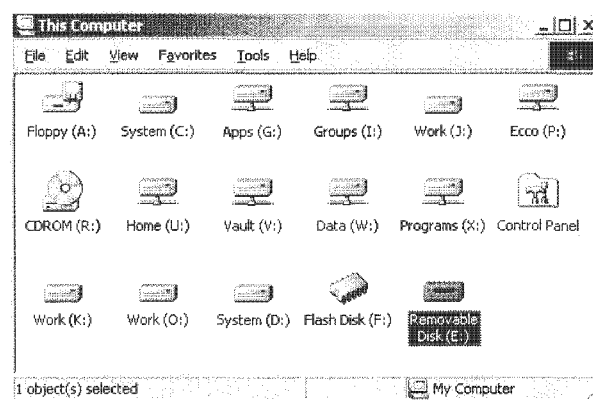 This Computer
File Edit View Favorites Tools Help
Floppy (A:) System (C:) Apps (G:) Groups (I:) Work (J:) Ecco (P:)
CDROM (R:) Home (U:) Vault (V:) Data (W:) Programs (X:) Control Panel
Work (K:) Work (O:) System (D:) Flash Disk (F:) Removable
Disk (E:)
1 object(s) selected My Computer